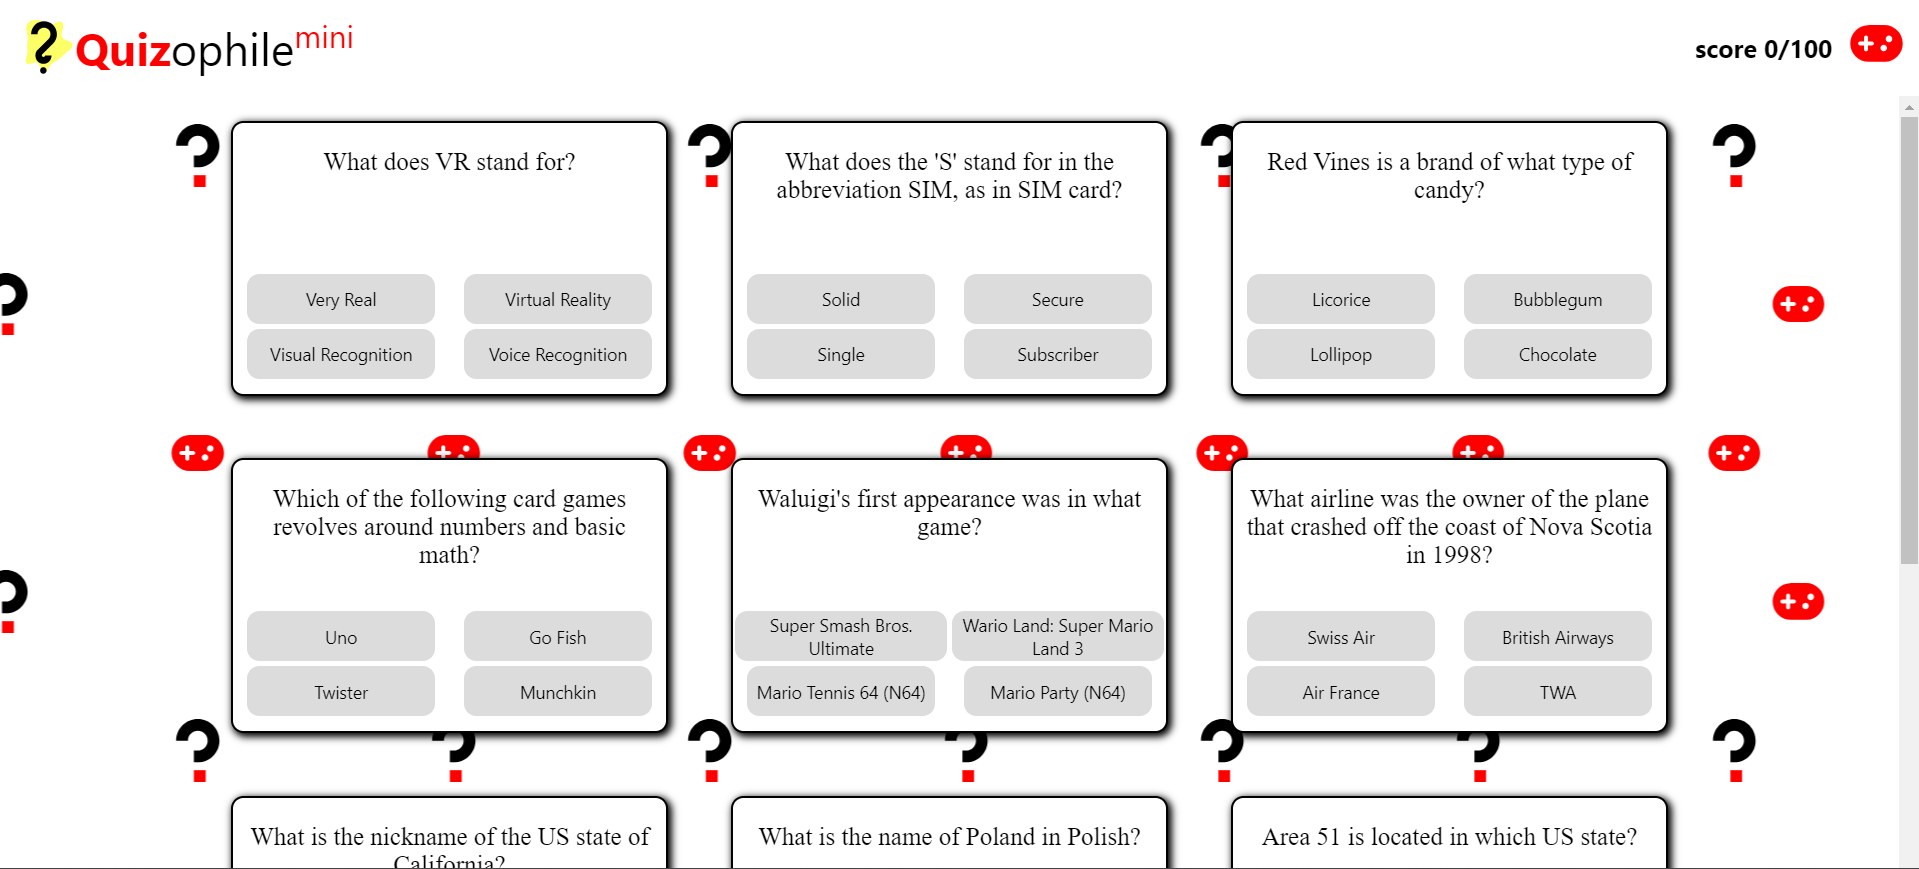 Quizophile mini
score 0/100
What does VR stand for?
Very Real
Virtual Reality
Visual Recognition
Voice Recognition
What does the 'S' stand for in the
abbreviation SIM, as in SIM card?
Solid
Secure
Single
Subscriber
Red Vines is a brand of what type of
candy?
Licorice
Bubblegum
Lollipop
Chocolate
Which of the following card games
revolves around numbers and basic
math?
Uno
Go Fish
Twister
Munchkin
Waluigi's first appearance was in what
game?
Super Smash Bros.
Ultimate
Wario Land: Super Mario
Land 3
Mario Tennis 64 (N64)
Mario Party (N64)
What airline was the owner of the plane
that crashed off the coast of Nova Scotia
in 1998?
Swiss Air
British Airways
Air France
TWA
What is the nickname of the US state of
California?
What is the name of Poland in Polish?
Area 51 is located in which US state?